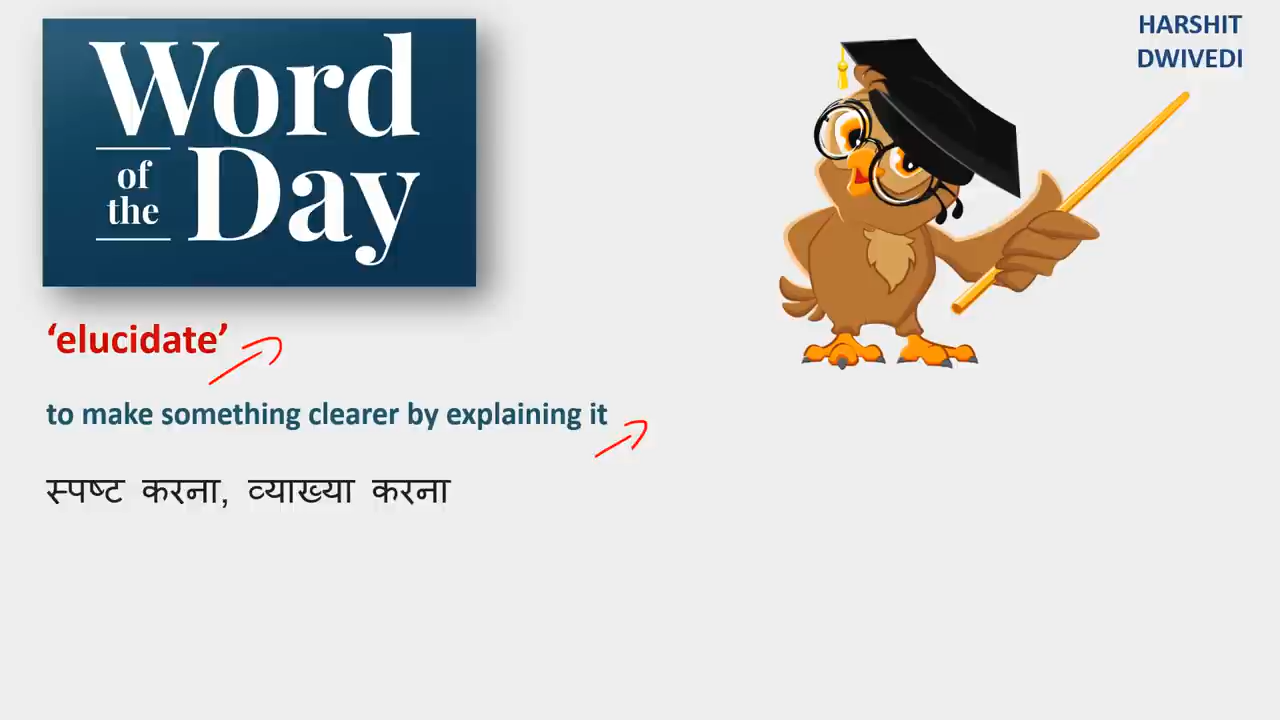 Word
of
the
Day
HARSHIT
DWIVEDI
‘elucidate’
to make something clearer by explaining it
स्पष्ट करना, व्याख्या करना